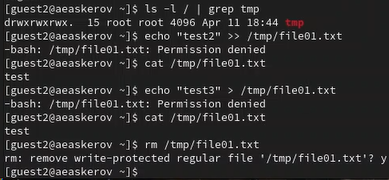 [guest2@aeaskerov ~]$ ls -l / | grep tmp
drwxrwxrwx.  15 root root 4096 Apr 11 18:44 tmp
[guest2@aeaskerov ~]$ echo "test2" >> /tmp/file01.txt
-bash: /tmp/file01.txt: Permission denied
[guest2@aeaskerov ~]$ cat /tmp/file01.txt
test
[guest2@aeaskerov ~]$ echo "test3" > /tmp/file01.txt
-bash: /tmp/file01.txt: Permission denied
[guest2@aeaskerov ~]$ cat /tmp/file01.txt
test
[guest2@aeaskerov ~]$ rm /tmp/file01.txt
rm: remove write-protected regular file '/tmp/file01.txt'? y
[guest2@aeaskerov ~]$